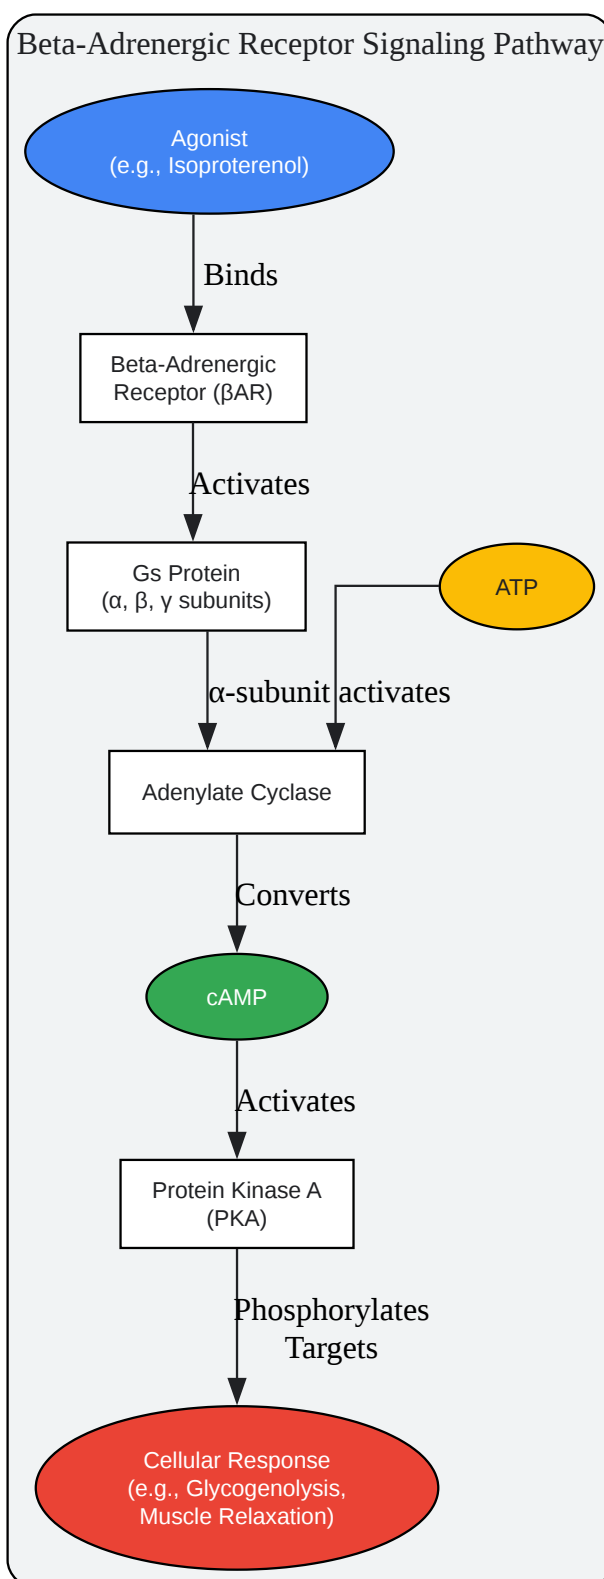 Beta-Adrenergic Receptor Signaling Pathway
Agonist
(e.g., Isoproterenol)
Binds
Beta-Adrenergic
Receptor (βAR)
Activates
Gs Protein
(α, β, γ subunits)
ATP
α-subunit activates
Adenylate Cyclase
Converts
cAMP
Activates
Protein Kinase A
(PKA)
Phosphorylates
Targets
Cellular Response
(e.g., Glycogenolysis,
Muscle Relaxation)